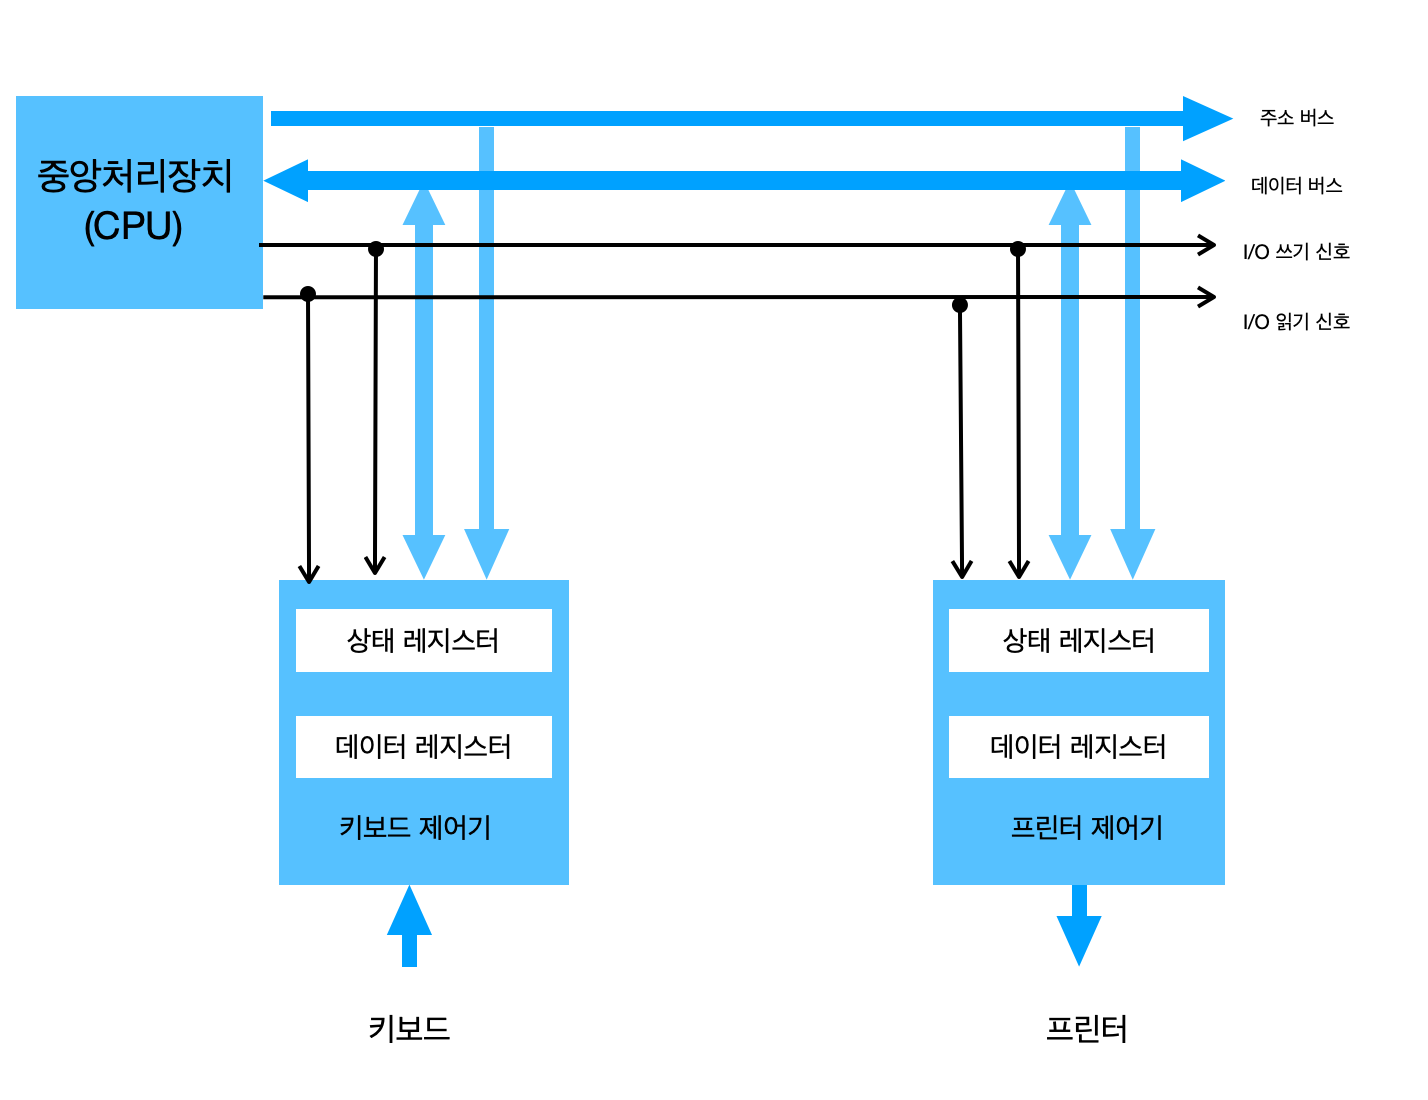 중앙처리장치
(CPU)
주소 버스
데이터 버스
I/O 쓰기 신호
I/O 읽기 신호
상태 레지스터
데이터 레지스터
키보드 제어기
상태 레지스터
데이터 레지스터
프린터 제어기
키보드
프린터